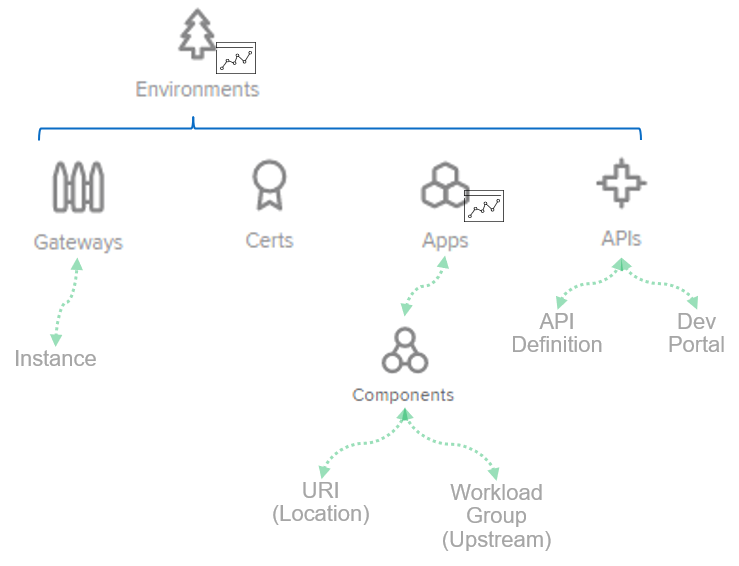 Environments
Gateways
Certs
Apps
APIs
Instance
API
Definition
Dev
Portal
Components
URI
(Location)
Workload
Group
(Upstream)